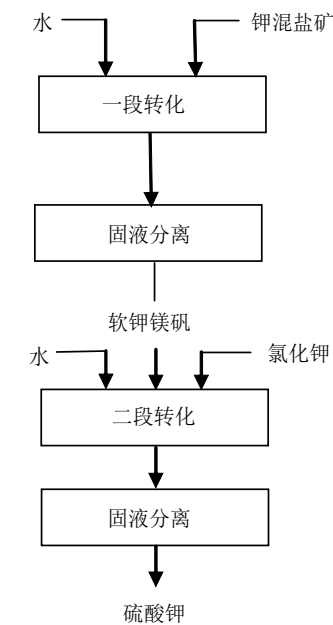 水 钾混盐矿
一段转化
固液分离
软钾镁矾
水 氯化钾
二段转化
固液分离
硫酸钾